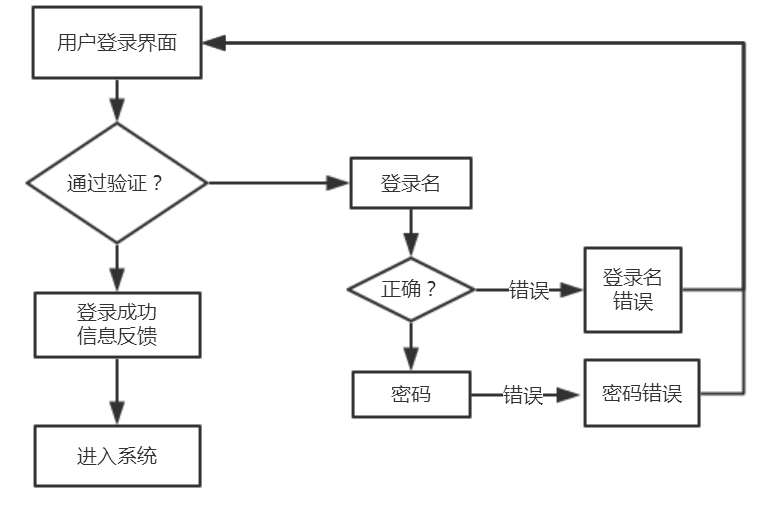 用户登录界面
通过验证？
登录名
正确？
错误
登录名
错误
登录成功
信息反馈
密码
错误
密码错误
进入系统